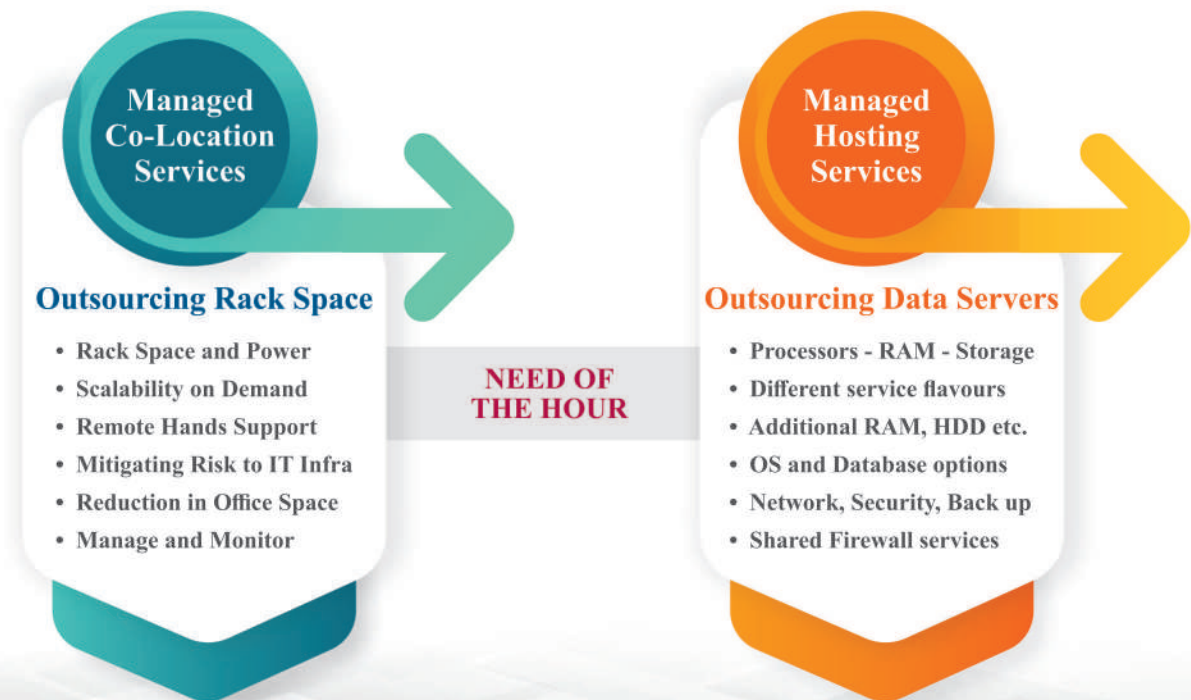 Managed
Co-Location
Services
Outsourcing Rack Space
• Rack Space and Power
• Scalability on Demand
• Remote Hands Support
• Mitigating Risk to IT Infra
• Reduction in Office Space
• Manage and Monitor
NEED OF
THE HOUR
Managed
Hosting
Services
Outsourcing Data Servers
• Processors - RAM - Storage
• Different service flavours
• Additional RAM, HDD etc.
• OS and Database options
• Network, Security, Back up
• Shared Firewall services